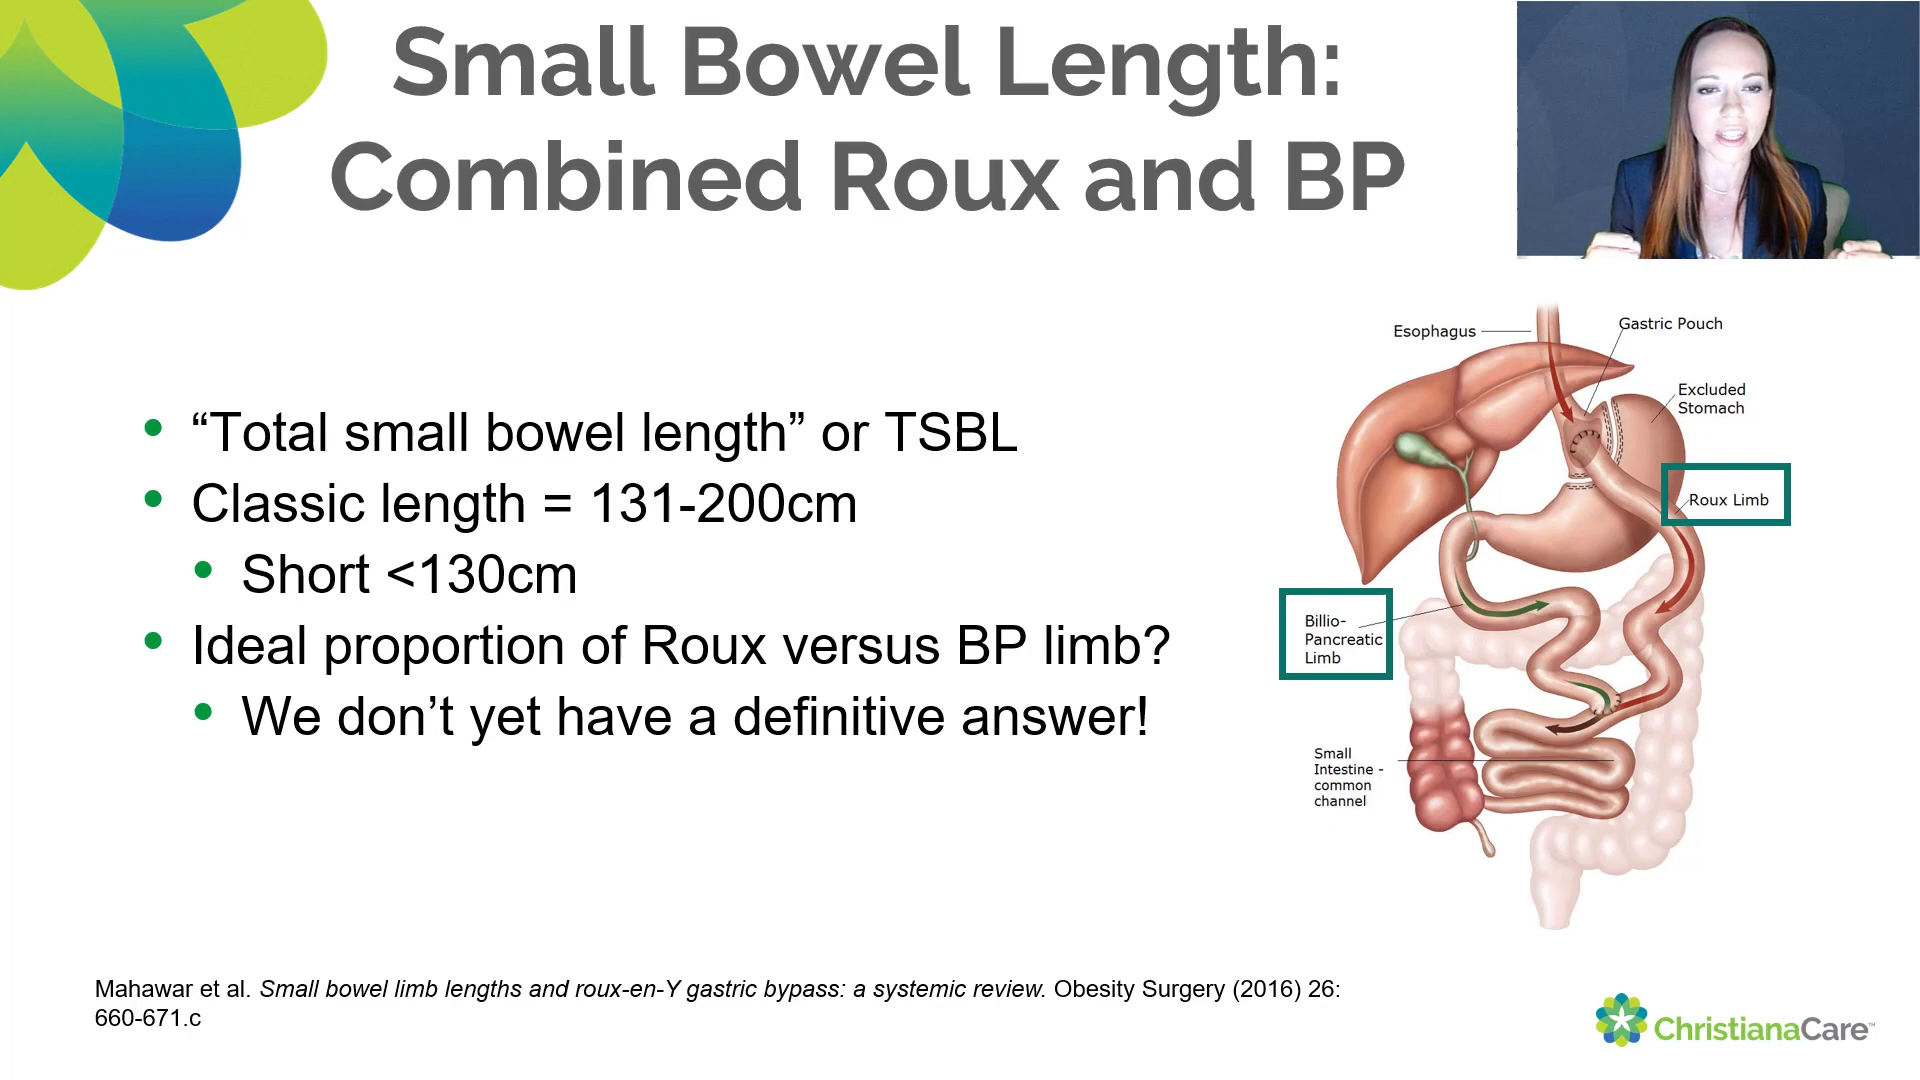 Small Bowel Length:
Combined Roux and BP
• “Total small bowel length” or TSBL
• Classic length = 131-200cm
• Short <130cm
• Ideal proportion of Roux versus BP limb?
• We don’t yet have a definitive answer!
Esophagus
Gastric Pouch
Excluded
Stomach
Roux Limb
Billio-
Pancreatic
Limb
Small
Intestine -
common
channel
Mahawar et al. Small bowel limb lengths and roux-en-Y gastric bypass: a systemic review. Obesity Surgery (2016) 26:
660-671.c
ChristianaCare™